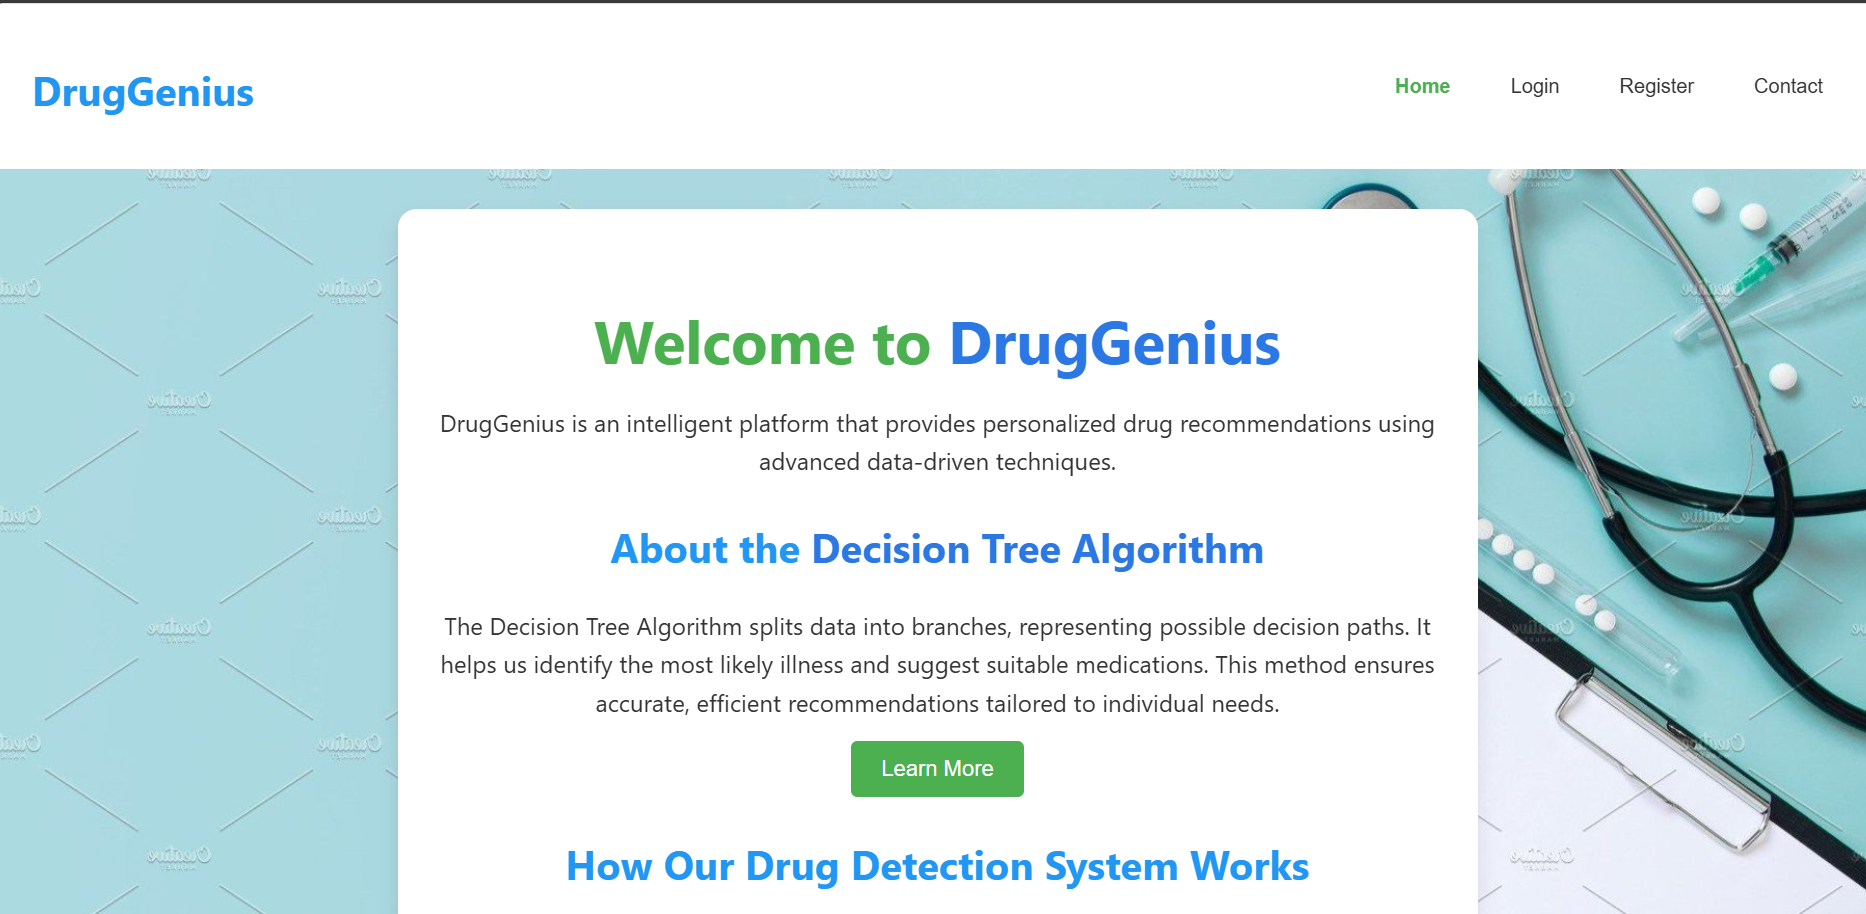 DrugGenius
Home Login Register Contact
Welcome to DrugGenius
DrugGenius is an intelligent platform that provides personalized drug recommendations using
advanced data-driven techniques.
About the Decision Tree Algorithm
The Decision Tree Algorithm splits data into branches, representing possible decision paths. It
helps us identify the most likely illness and suggest suitable medications. This method ensures
accurate, efficient recommendations tailored to individual needs.
Learn More
How Our Drug Detection System Works